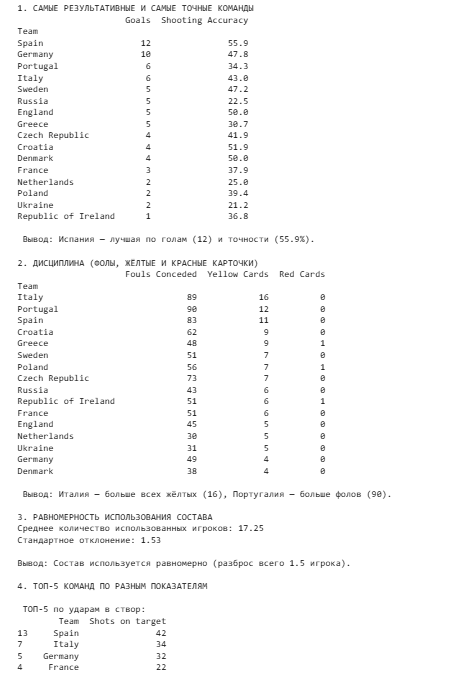 1. САМЫЕ РЕЗУЛЬТАТИВНЫЕ И САМЫЕ ТОЧНЫЕ КОМАНДЫ
Goals Shooting Accuracy
Team
Spain 12 55.9
Germany 10 47.8
Portugal 6 34.3
Italy 6 43.0
Sweden 5 47.2
Russia 5 22.5
England 5 50.0
Greece 5 30.7
Czech Republic 4 41.9
Croatia 4 51.9
Denmark 4 50.0
France 3 37.9
Netherlands 2 25.0
Poland 2 39.4
Ukraine 2 21.2
Republic of Ireland 1 36.8
Вывод: Испания — лучшая по голам (12) и точности (55.9%).
2. ДИСЦИПЛИНА (ФОЛЫ, ЖЁЛТЫЕ И КРАСНЫЕ КАРТОЧКИ)
Fouls Conceded Yellow Cards Red Cards
Team
Italy 89 16 0
Portugal 90 12 0
Spain 83 11 0
Croatia 62 9 0
Greece 48 9 1
Sweden 51 7 0
Poland 56 7 1
Czech Republic 73 7 0
Russia 43 6 0
Republic of Ireland 51 6 1
France 51 6 0
England 45 5 0
Netherlands 30 5 0
Ukraine 31 5 0
Germany 49 4 0
Denmark 38 4 0
Вывод: Италия — больше всех жёлтых (16), Португалия — больше фолов (90).
3. РАВНОМЕРНОСТЬ ИСПОЛЬЗОВАНИЯ СОСТАВА
Среднее количество использованных игроков: 17.25
Стандартное отклонение: 1.53
Вывод: Состав используется равномерно (разброс всего 1.5 игрока).
4. ТОП-5 КОМАНД ПО РАЗНЫМ ПОКАЗАТЕЛЯМ
ТОП-5 по ударам в створ:
Team Shots on target
13 Spain 42
7 Italy 34
5 Germany 32
4 France 22